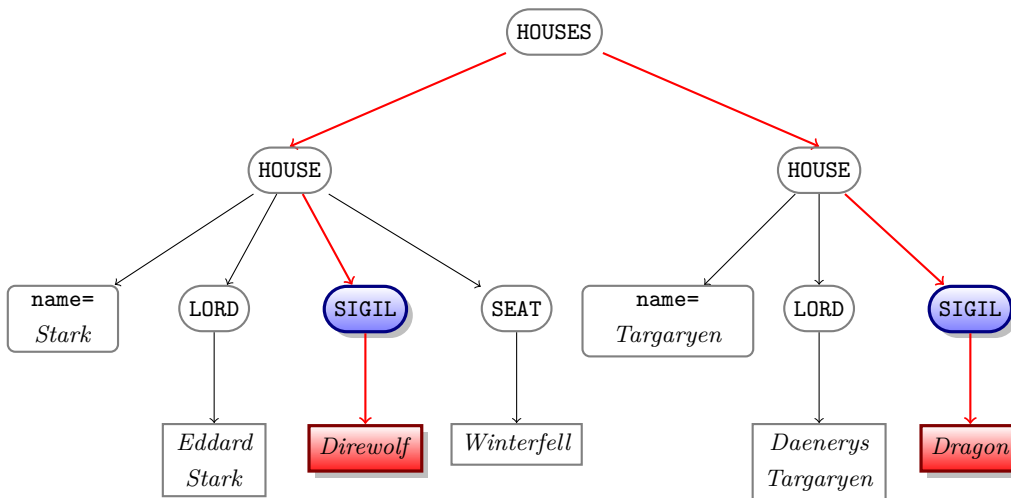 HOUSES
HOUSE
HOUSE
name=
Stark
LORD
SIGIL
SEAT
name=
Targaryen
LORD
SIGIL
Eddard
Stark
Direwolf
Winterfell
Daenerys
Targaryen
Dragon